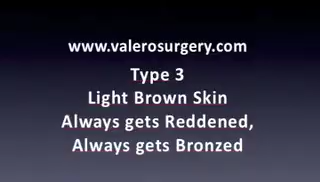 www.valerosurgery.com
Type 3
Light Brown Skin
Always gets Reddened,
Always gets Bronzed